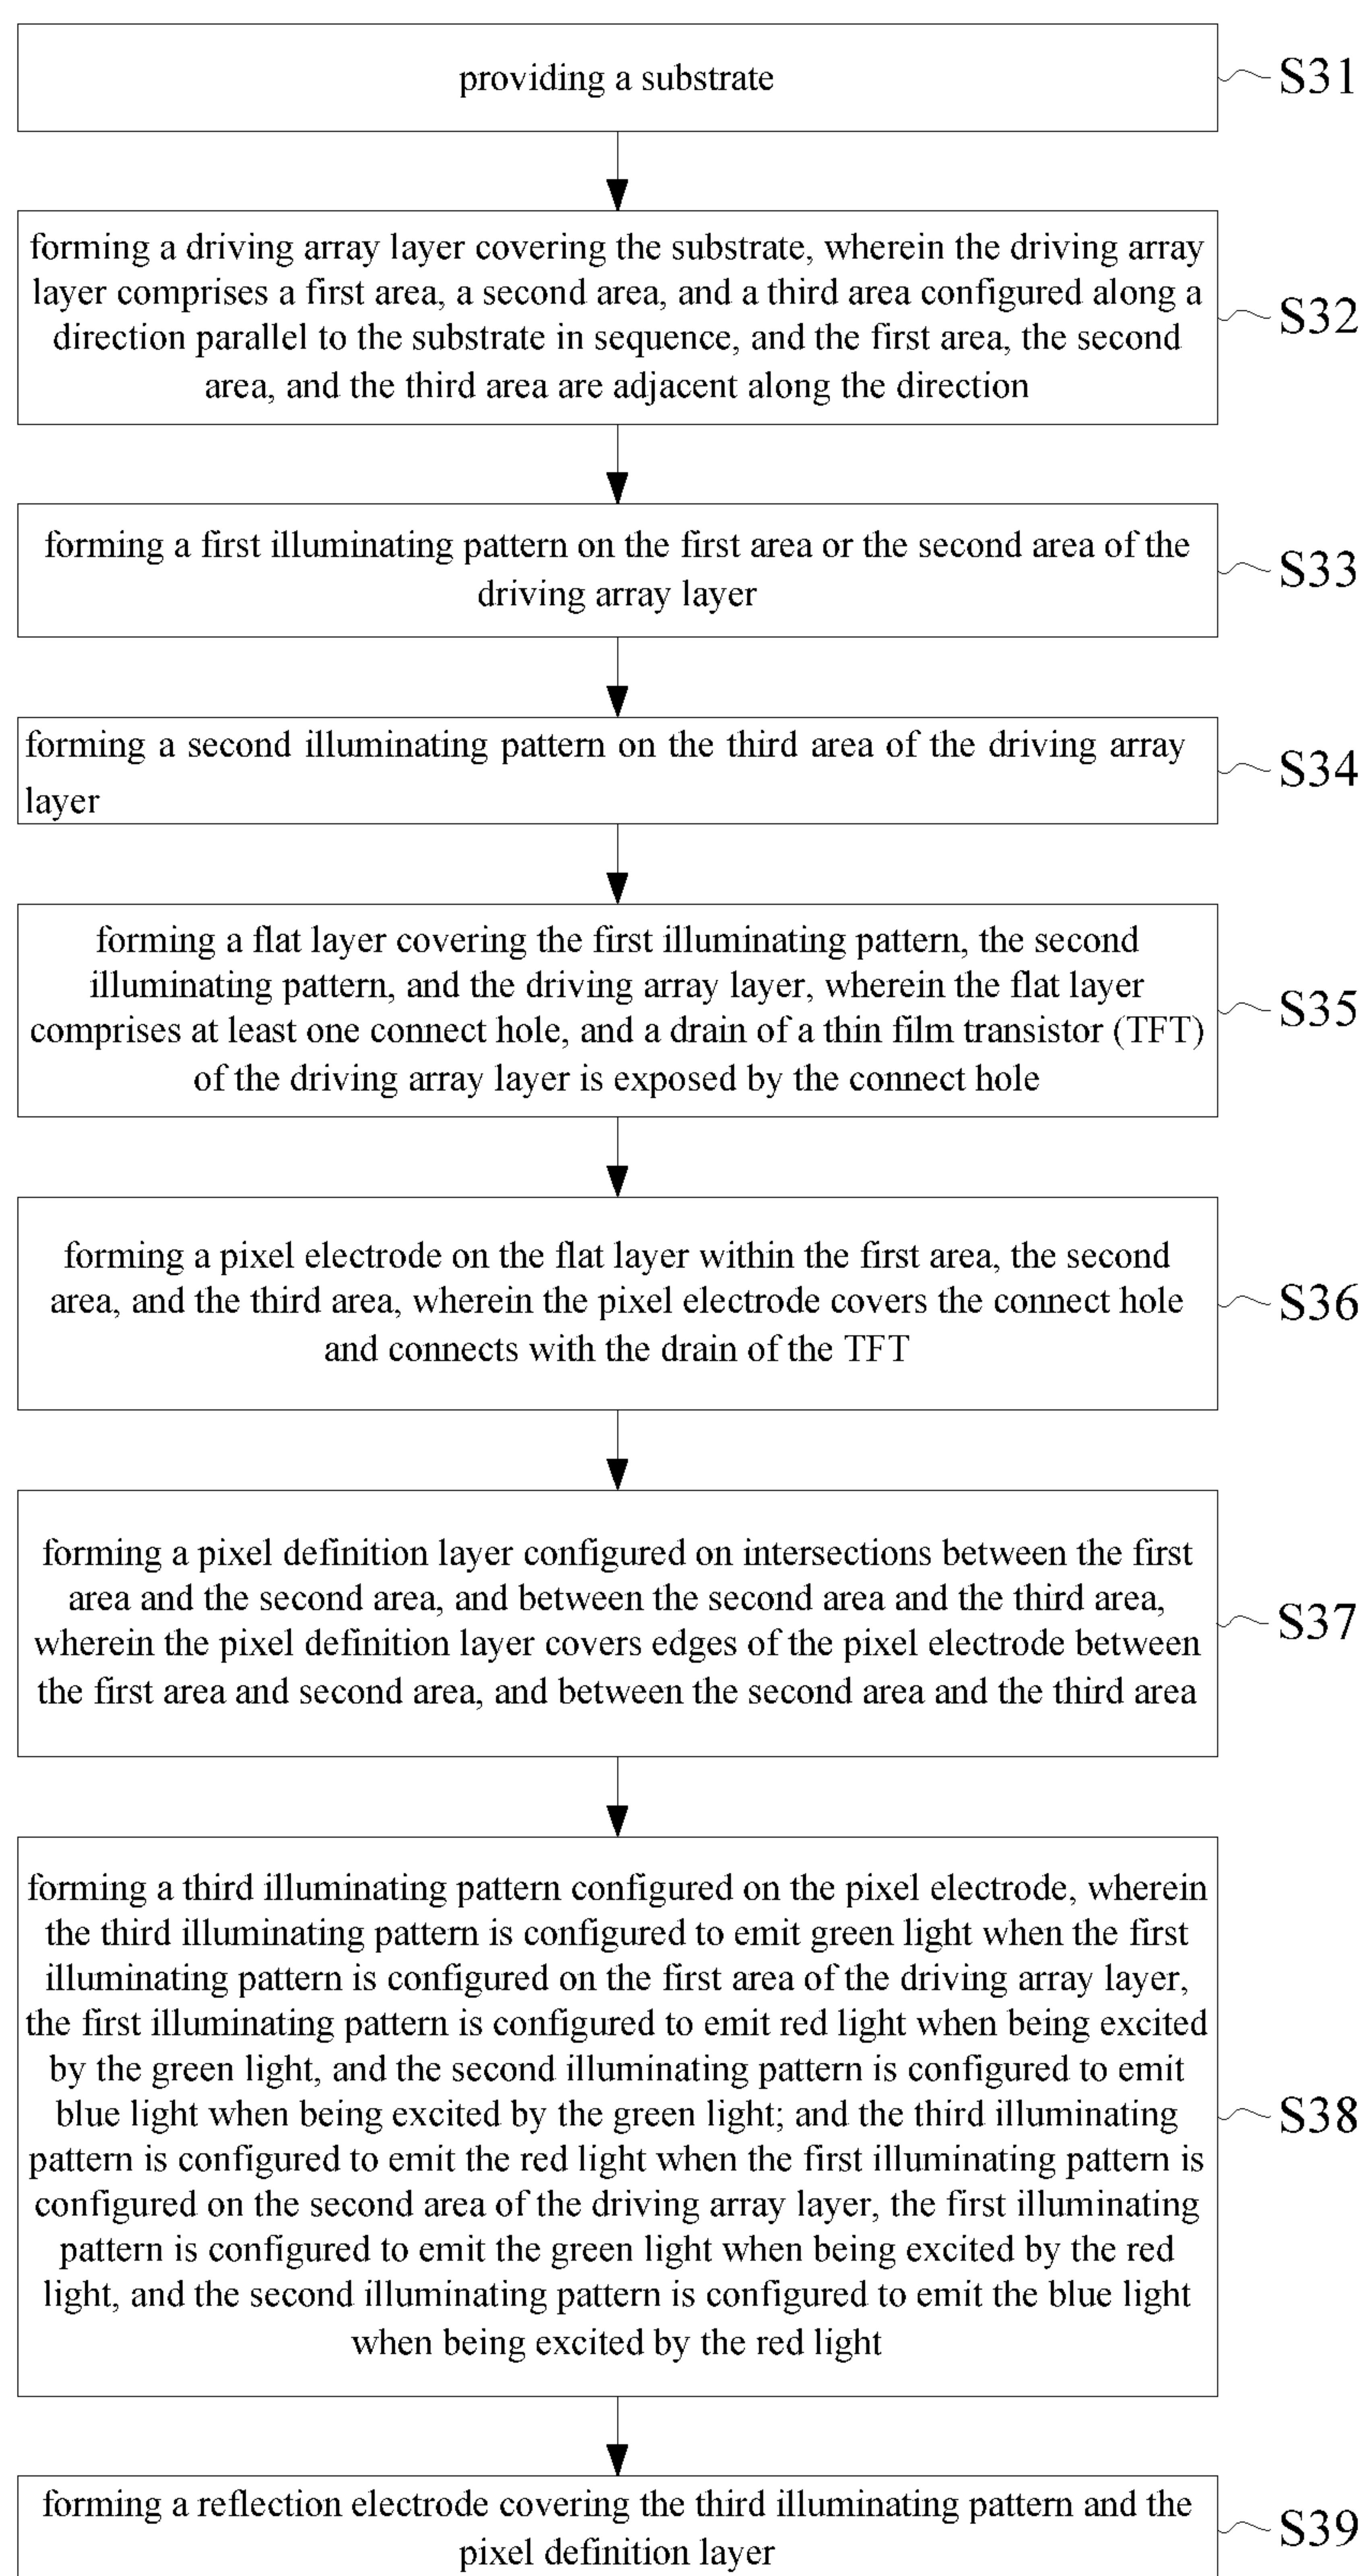 providing a substrate
S31
forming a driving array layer covering the substrate, wherein the driving array
layer comprises a first area, a second area, and a third area configured along a
direction parallel to the substrate in sequence, and the first area, the second
area, and the third area are adjacent along the direction
S32
forming a first illuminating pattern on the first area or the second area of the
driving array layer
S33
forming a second illuminating pattern on the third area of the driving array
layer
S34
forming a flat layer covering the first illuminating pattern, the second
illuminating pattern, and the driving array layer, wherein the flat layer
comprises at least one connect hole, and a drain of a thin film transistor (TFT)
of the driving array layer is exposed by the connect hole
S35
forming a pixel electrode on the flat layer within the first area, the second
area, and the third area, wherein the pixel electrode covers the connect hole
and connects with the drain of the TFT
S36
forming a pixel definition layer configured on intersections between the first
area and the second area, and between the second area and the third area,
wherein the pixel definition layer covers edges of the pixel electrode between
the first area and second area, and between the second area and the third area
S37
forming a third illuminating pattern configured on the pixel electrode, wherein
the third illuminating pattern is configured to emit green light when the first
illuminating pattern is configured on the first area of the driving array layer,
the first illuminating pattern is configured to emit red light when being excited
by the green light, and the second illuminating pattern is configured to emit
blue light when being excited by the green light; and the third illuminating
pattern is configured to emit the red light when the first illuminating pattern is
configured on the second area of the driving array layer, the first illuminating
pattern is configured to emit the green light when being excited by the red
light, and the second illuminating pattern is configured to emit the blue light
when being excited by the red light
S38
forming a reflection electrode covering the third illuminating pattern and the
pixel definition layer
S39